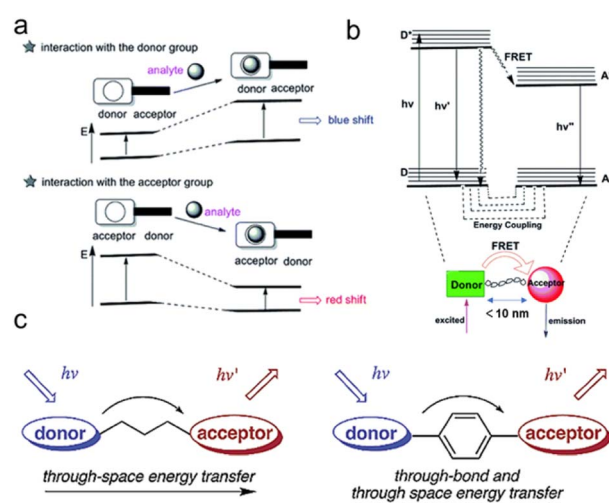 a
interaction with the donor group
analyte
donor acceptor
donor
acceptor
E
blue shift
interaction with the acceptor group
analyte
acceptor donor
acceptor donor
E
red shift
b
D*
FRET
A
hν
hν'
hν"
D
A
Energy Coupling
FRET
Donor
Acceptor
< 10 nm
excited
emission
c
hν
hν'
donor
acceptor
through-space energy transfer
hν
hν'
donor
acceptor
through-bond and
through space energy transfer